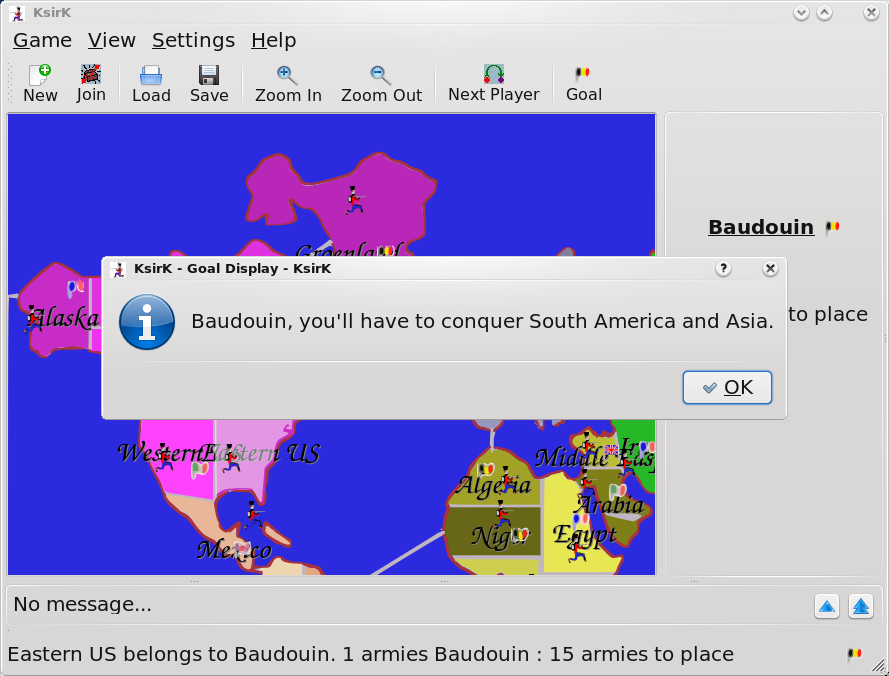 KsirK
Game View Settings Help
New Join Load Save Zoom In Zoom Out Next Player Goal
Groenland
Baudouin
KsirK - Goal Display - KsirK
Alaska
Baudouin, you'll have to conquer South America and Asia.
to place
OK
Western Eastern US
Middle East
Algeria
Arabia
Niger
Egypt
Mexico
No message...
Eastern US belongs to Baudouin. 1 armies Baudouin : 15 armies to place